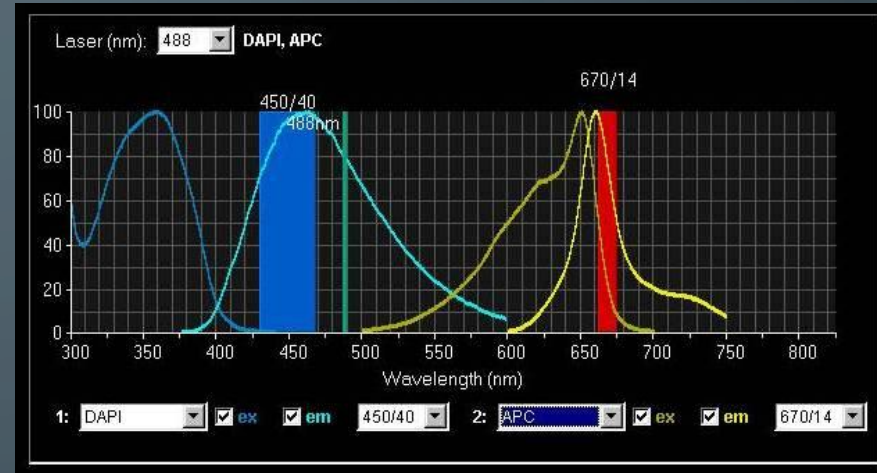 Laser (nm): 488 DAPI, APC
670/14
450/40
488nm
100
80
60
40
20
0
300 350 400 450 500 550 600 650 700 750 800
Wavelength (nm)
1: DAPI ex em 450/40 2: APC ex em 670/14